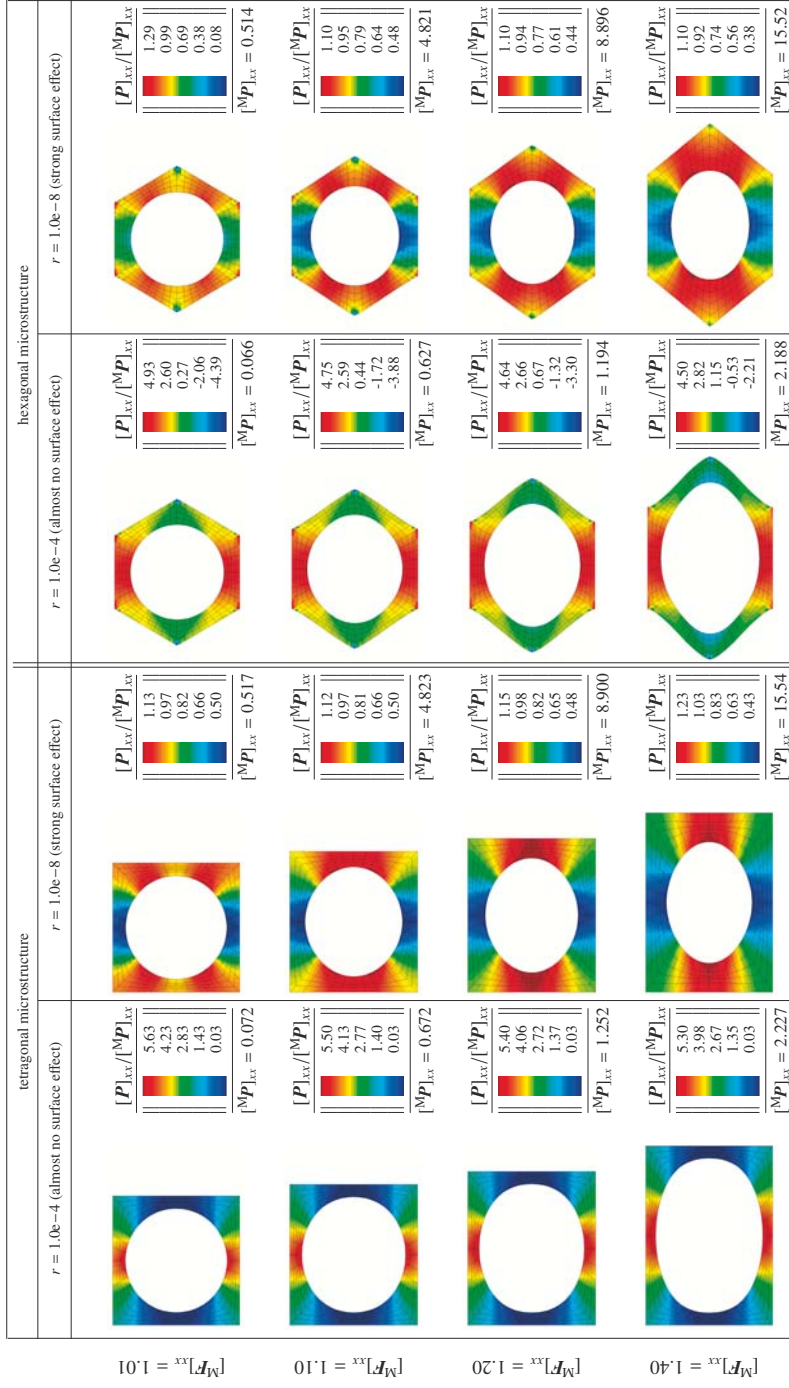 tetragonal microstructure
hexagonal microstructure
r = 1.0e−4 (almost no surface effect)
r = 1.0e−8 (strong surface effect)
r = 1.0e−4 (almost no surface effect)
r = 1.0e−8 (strong surface effect)
[ᴹF]xx = 1.01
[P]xx/[ᴹP]xx
5.63
4.23
2.83
1.43
0.03
[ᴹP]xx = 0.072
[P]xx/[ᴹP]xx
1.13
0.97
0.82
0.66
0.50
[ᴹP]xx = 0.517
[P]xx/[ᴹP]xx
4.93
2.60
0.27
-2.06
-4.39
[ᴹP]xx = 0.066
[P]xx/[ᴹP]xx
1.29
0.99
0.69
0.38
0.08
[ᴹP]xx = 0.514
[ᴹF]xx = 1.10
[P]xx/[ᴹP]xx
5.50
4.13
2.77
1.40
0.03
[ᴹP]xx = 0.672
[P]xx/[ᴹP]xx
1.12
0.97
0.81
0.66
0.50
[ᴹP]xx = 4.823
[P]xx/[ᴹP]xx
4.75
2.59
0.44
-1.72
-3.88
[ᴹP]xx = 0.627
[P]xx/[ᴹP]xx
1.10
0.95
0.79
0.64
0.48
[ᴹP]xx = 4.821
[ᴹF]xx = 1.20
[P]xx/[ᴹP]xx
5.40
4.06
2.72
1.37
0.03
[ᴹP]xx = 1.252
[P]xx/[ᴹP]xx
1.15
0.98
0.82
0.65
0.48
[ᴹP]xx = 8.900
[P]xx/[ᴹP]xx
4.64
2.66
0.67
-1.32
-3.30
[ᴹP]xx = 1.194
[P]xx/[ᴹP]xx
1.10
0.94
0.77
0.61
0.44
[ᴹP]xx = 8.896
[ᴹF]xx = 1.40
[P]xx/[ᴹP]xx
5.30
3.98
2.67
1.35
0.03
[ᴹP]xx = 2.227
[P]xx/[ᴹP]xx
1.23
1.03
0.83
0.63
0.43
[ᴹP]xx = 15.54
[P]xx/[ᴹP]xx
4.50
2.82
1.15
-0.53
-2.21
[ᴹP]xx = 2.188
[P]xx/[ᴹP]xx
1.10
0.92
0.74
0.56
0.38
[ᴹP]xx = 15.52